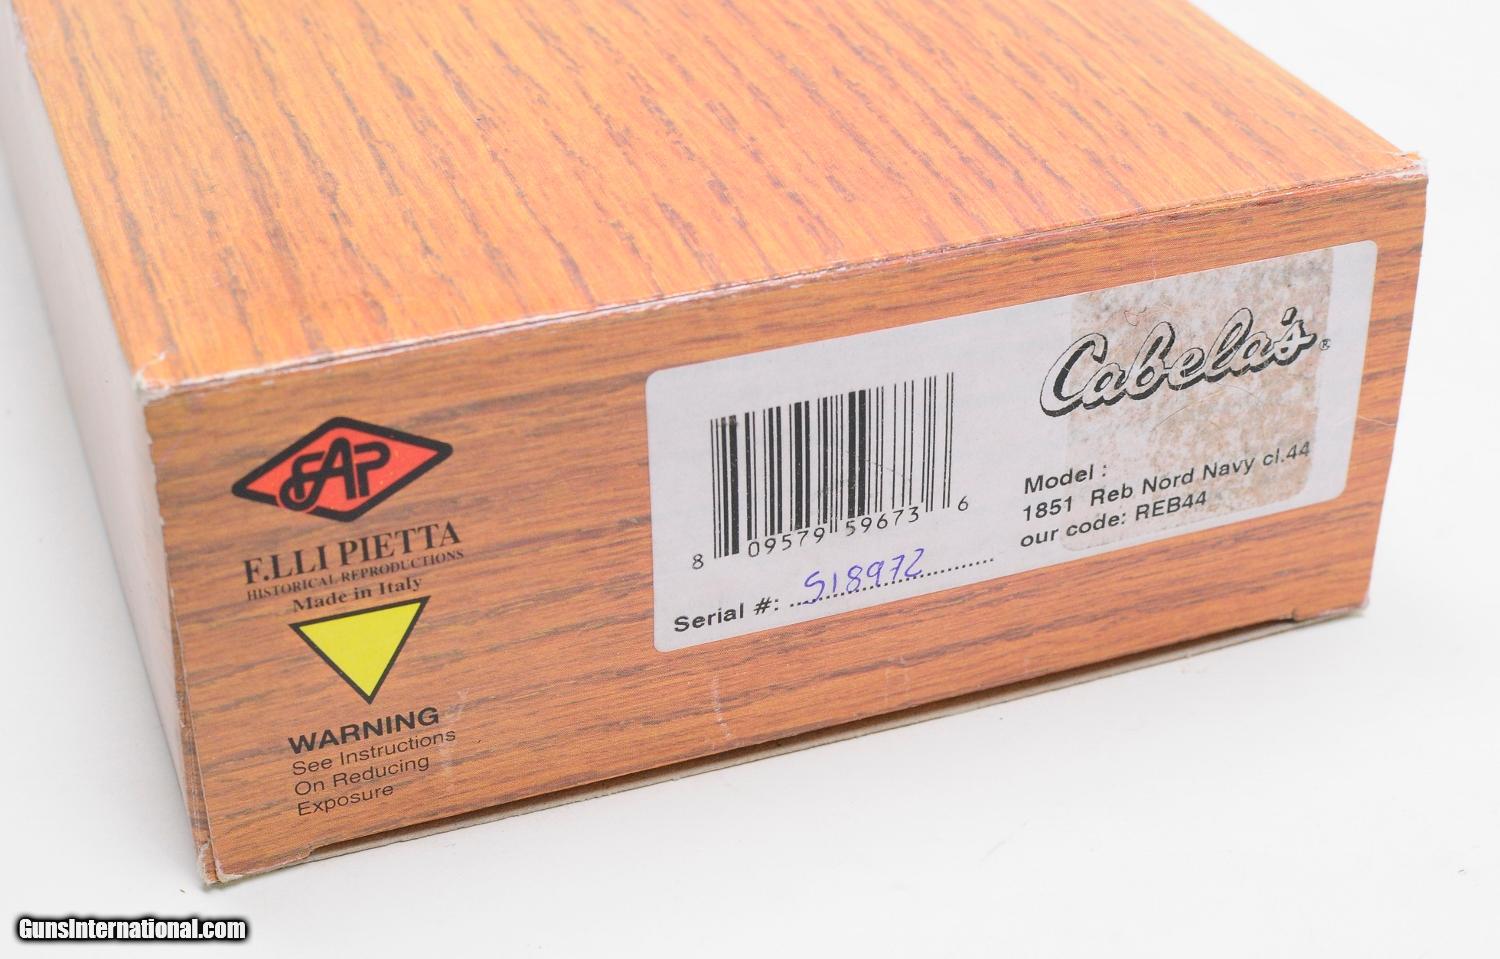 FAP
F.LLI PIETTA
HISTORICAL REPRODUCTIONS
Made in Italy
WARNING
See Instructions
On Reducing
Exposure
Cabela's®
8 09579 59673 6
Model :
1851 Reb Nord Navy cl.44
our code: REB44
Serial #: S18972
GunsInternational.com